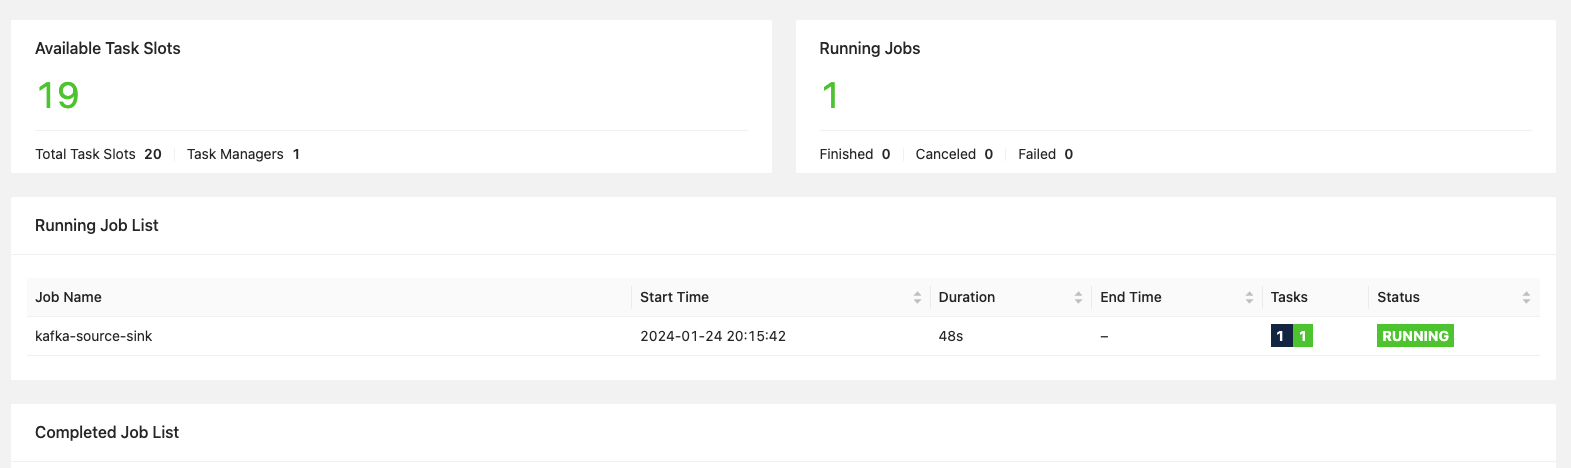 Available Task Slots
19
Total Task Slots 20 Task Managers 1
Running Jobs
1
Finished 0 Canceled 0 Failed 0
Running Job List
Job Name Start Time Duration End Time Tasks Status
kafka-source-sink 2024-01-24 20:15:42 48s – 1 1 RUNNING
Completed Job List